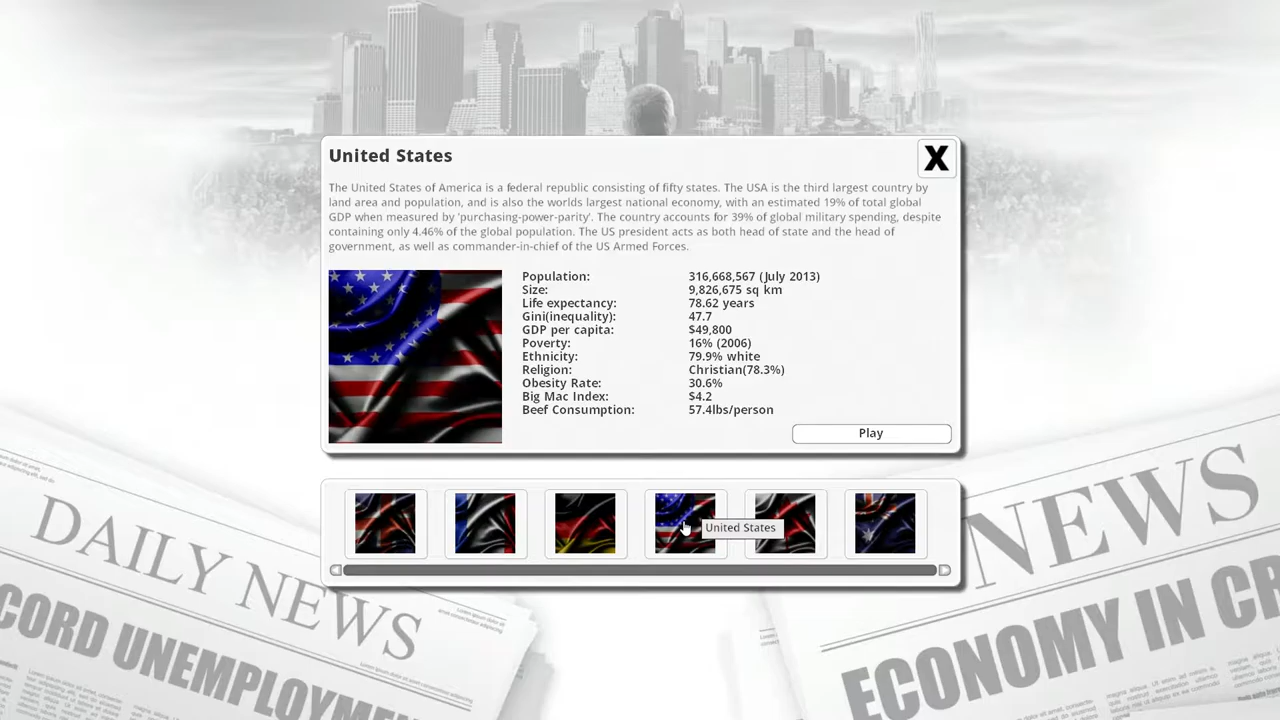 United States
X
The United States of America is a federal republic consisting of fifty states. The USA is the third largest country by
land area and population, and is also the worlds largest national economy, with an estimated 19% of total global
GDP when measured by 'purchasing-power-parity'. The country accounts for 39% of global military spending, despite
containing only 4.46% of the global population. The US president acts as both head of state and the head of
government, as well as commander-in-chief of the US Armed Forces.
Population: 316,668,567 (July 2013)
Size: 9,826,675 sq km
Life expectancy: 78.62 years
Gini(inequality): 47.7
GDP per capita: $49,800
Poverty: 16% (2006)
Ethnicity: 79.9% white
Religion: Christian(78.3%)
Obesity Rate: 30.6%
Big Mac Index: $4.2
Beef Consumption: 57.4lbs/person
Play
United States
DAILY NEWS
CORD UNEMPLOYME
NEWS
ECONOMY IN CR